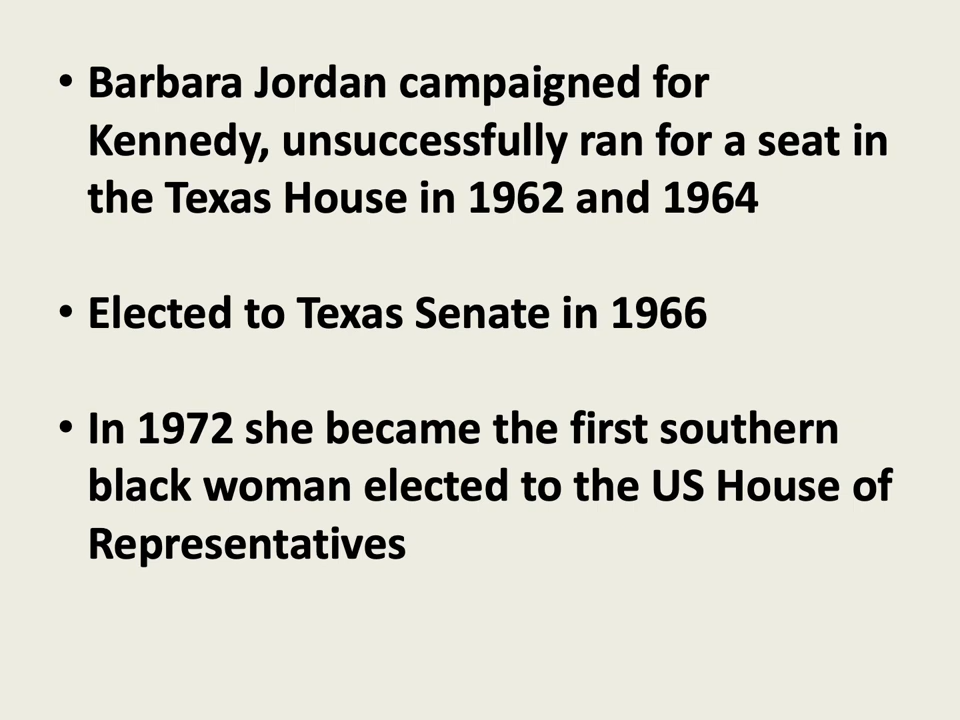 • Barbara Jordan campaigned for
Kennedy, unsuccessfully ran for a seat in
the Texas House in 1962 and 1964
• Elected to Texas Senate in 1966
• In 1972 she became the first southern
black woman elected to the US House of
Representatives